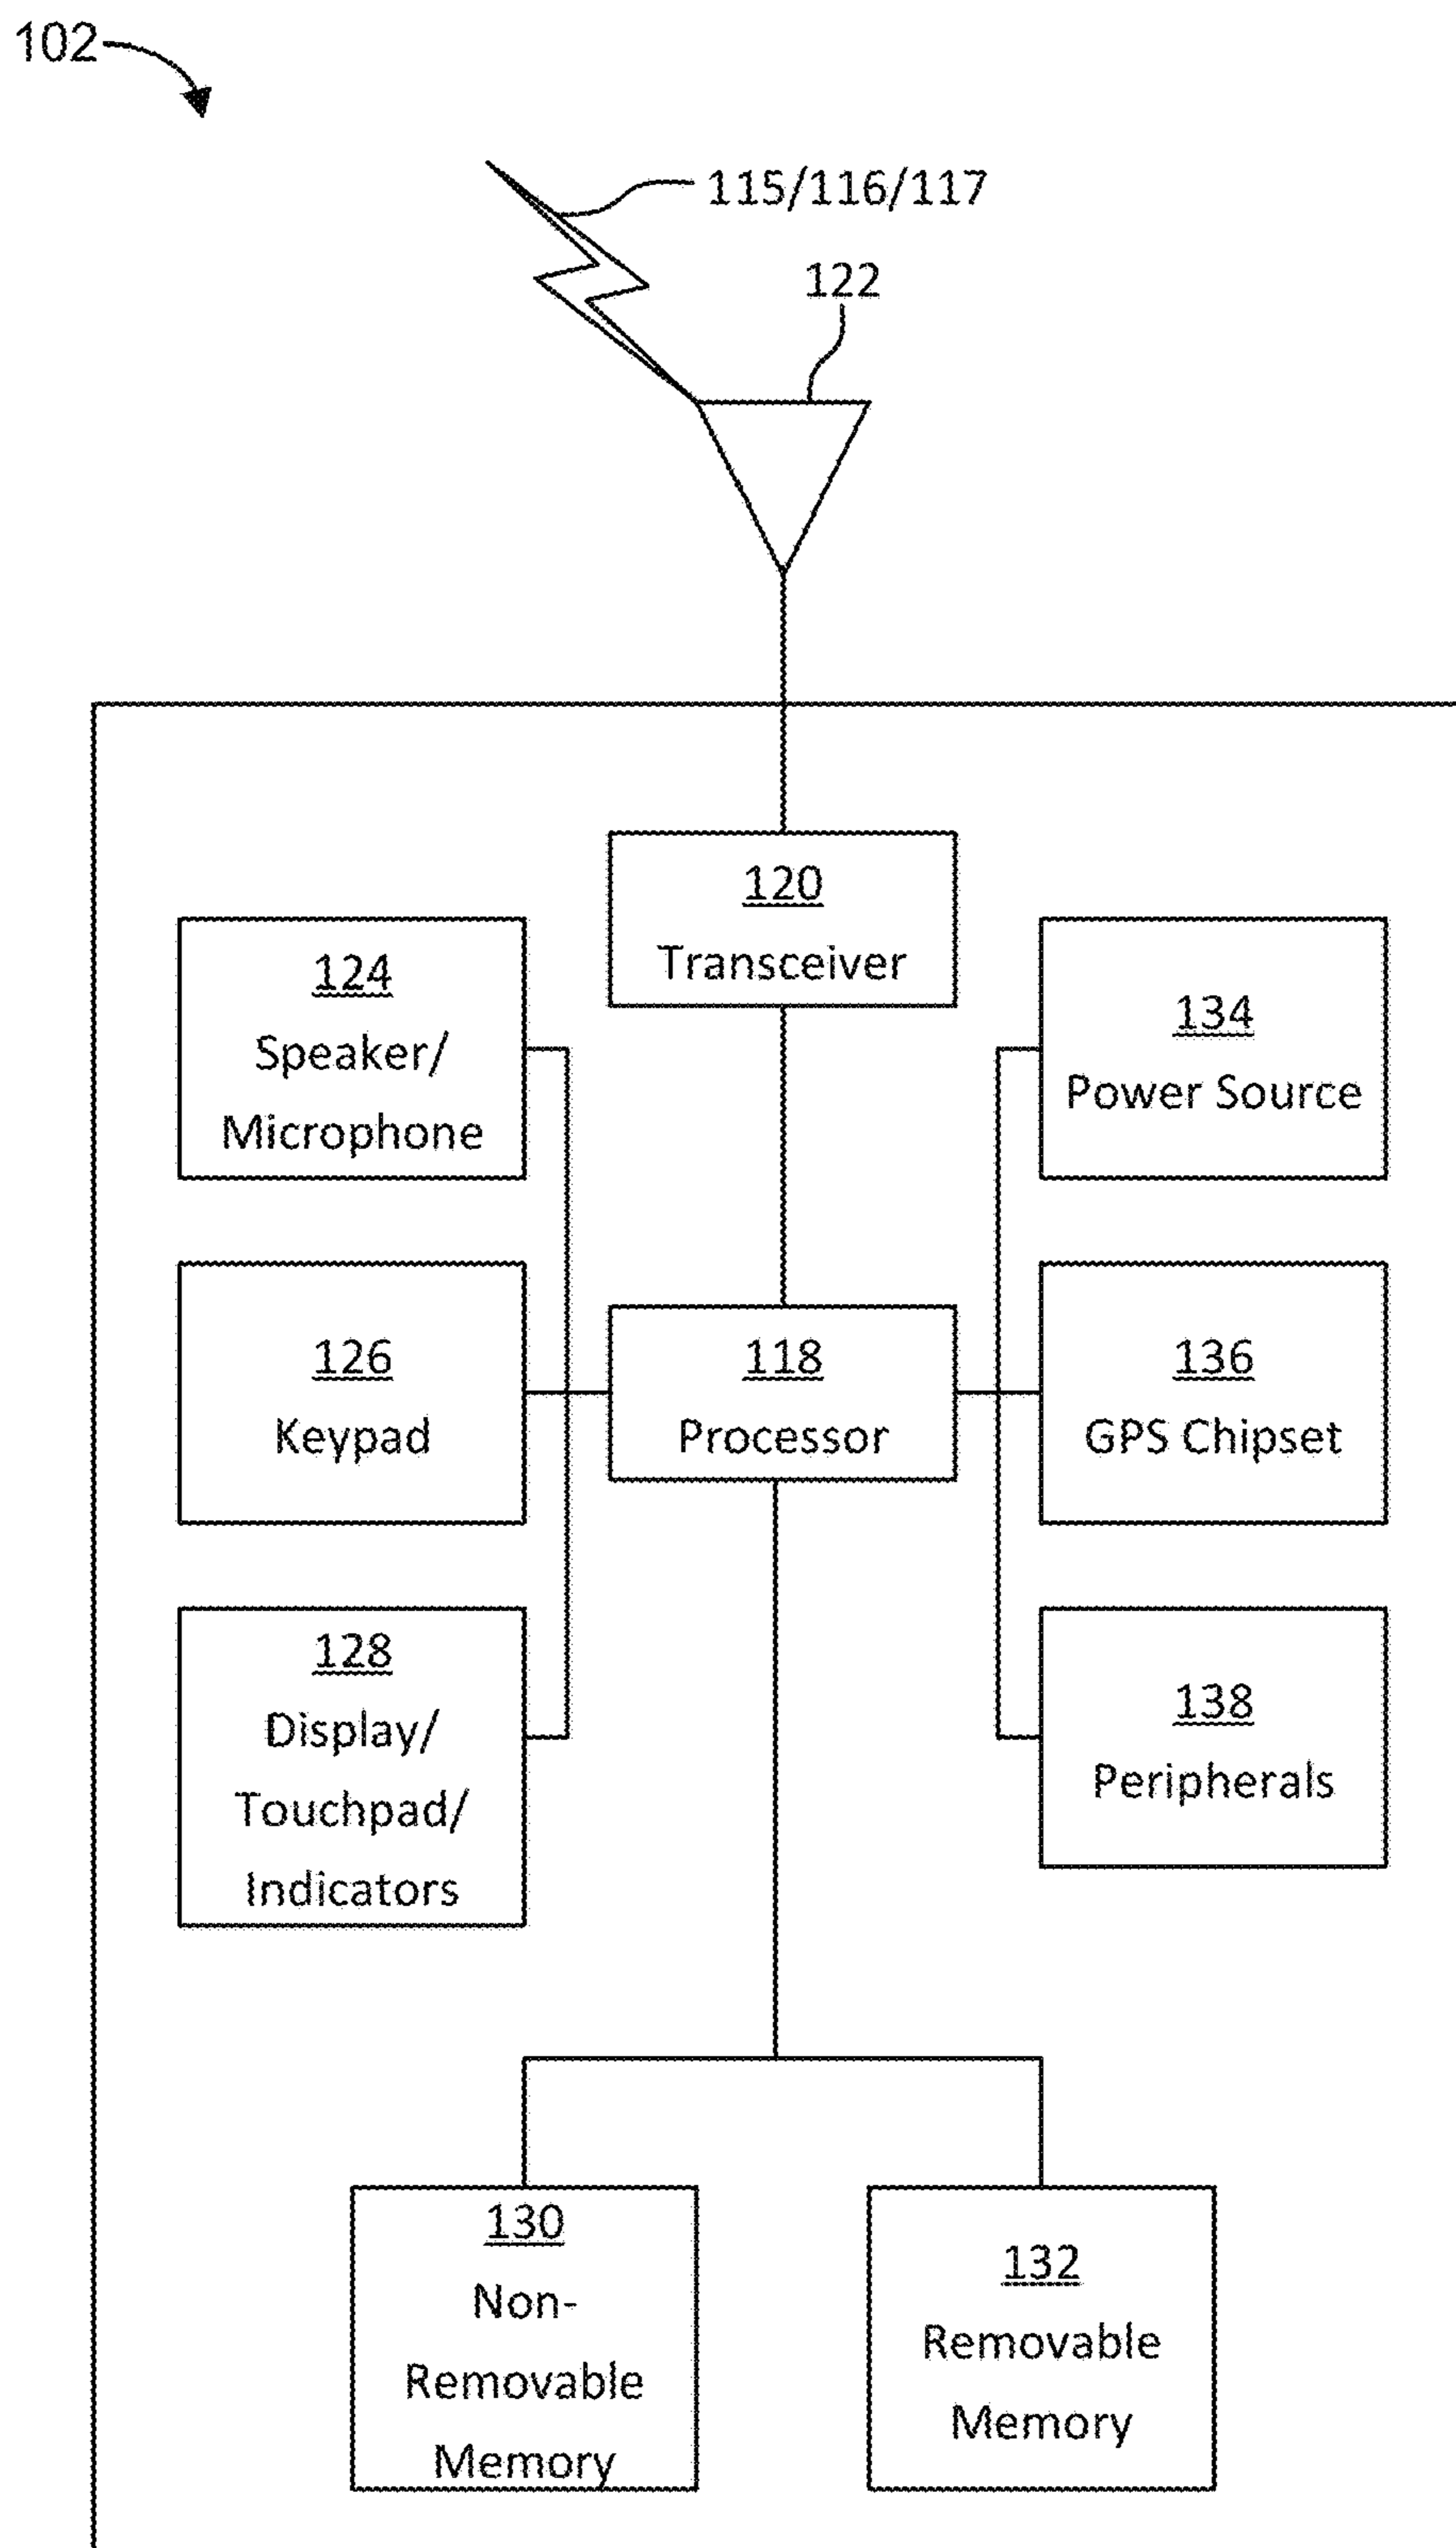 102
115/116/117
122
120
Transceiver
124
Speaker/
Microphone
134
Power Source
126
Keypad
118
Processor
136
GPS Chipset
128
Display/
Touchpad/
Indicators
138
Peripherals
130
Non-
Removable
Memory
132
Removable
Memory